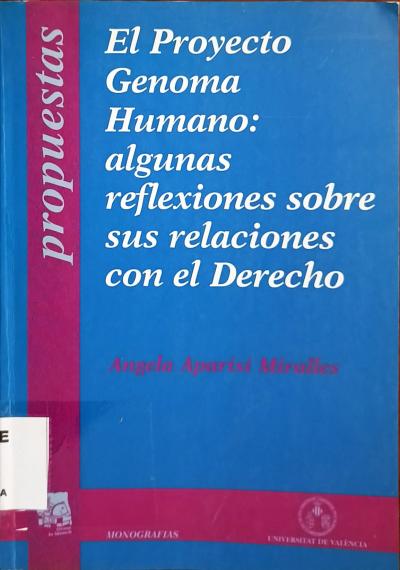 propuestas
El Proyecto
Genoma
Humano:
algunas
reflexiones sobre
sus relaciones
con el Derecho
Angela Aparisi Miralles
E
A
MONOGRAFIAS
UNIVERSITAT DE VALÈNCIA